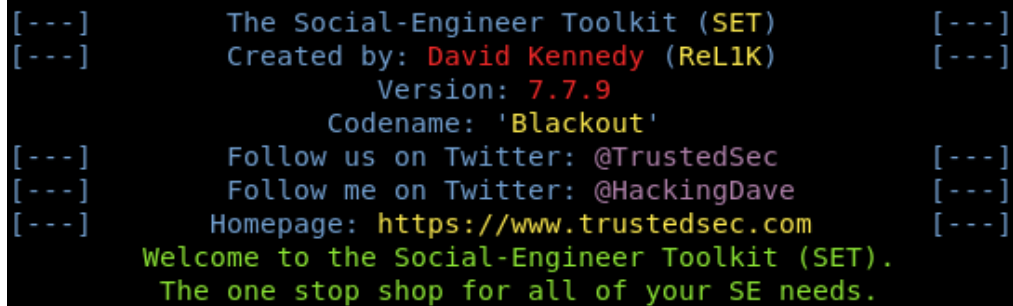 [---] The Social-Engineer Toolkit (SET) [---]
[---] Created by: David Kennedy (ReL1K) [---]
Version: 7.7.9
Codename: 'Blackout'
[---] Follow us on Twitter: @TrustedSec [---]
[---] Follow me on Twitter: @HackingDave [---]
[---] Homepage: https://www.trustedsec.com [---]
Welcome to the Social-Engineer Toolkit (SET).
The one stop shop for all of your SE needs.